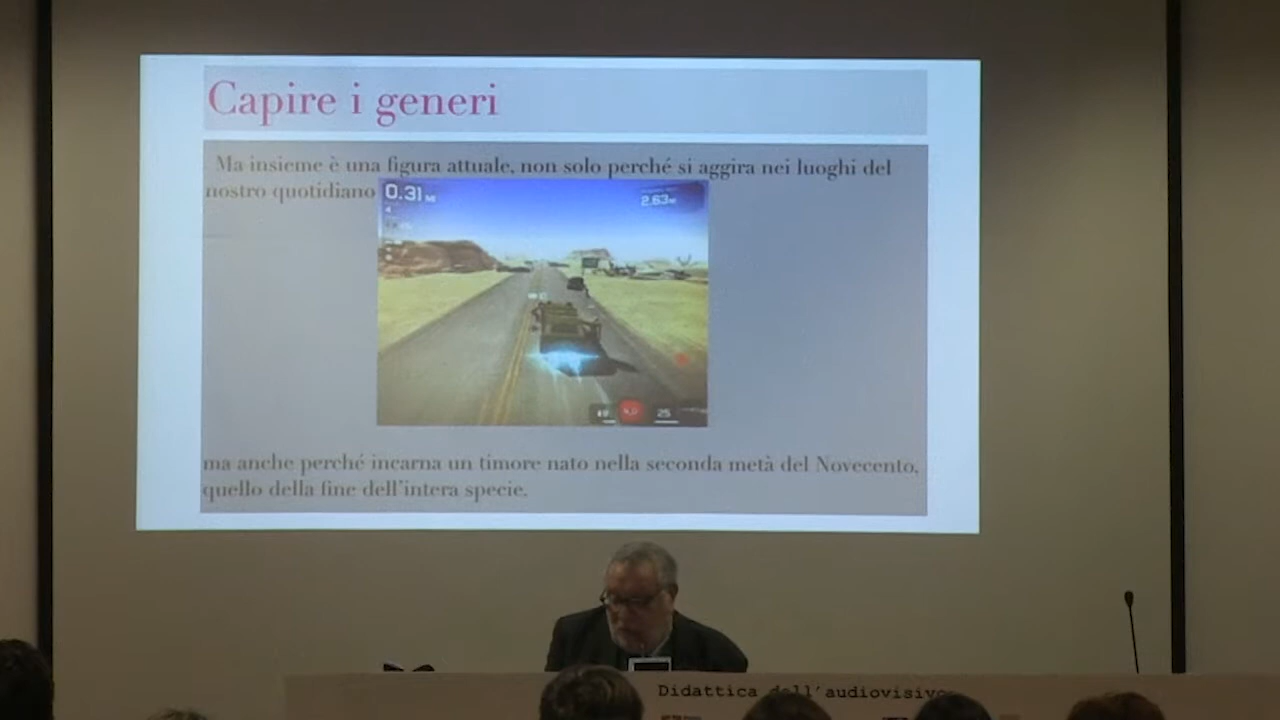 Capire i generi
Ma insieme è una figura attuale, non solo perché si aggira nei luoghi del
nostro quotidiano
0.31 MI
2.63
25
ma anche perché incarna un timore nato nella seconda metà del Novecento,
quello della fine dell'intera specie.
Didattica dell'audiovisivo